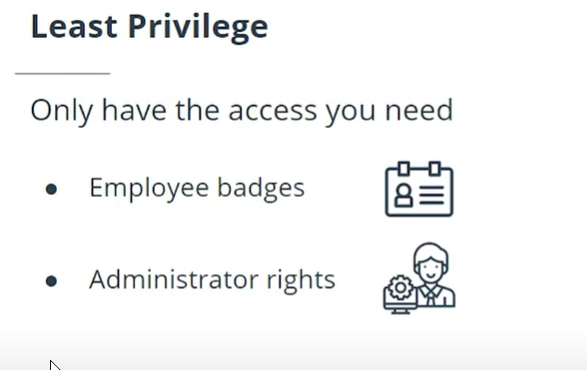 Least Privilege
Only have the access you need
• Employee badges
• Administrator rights